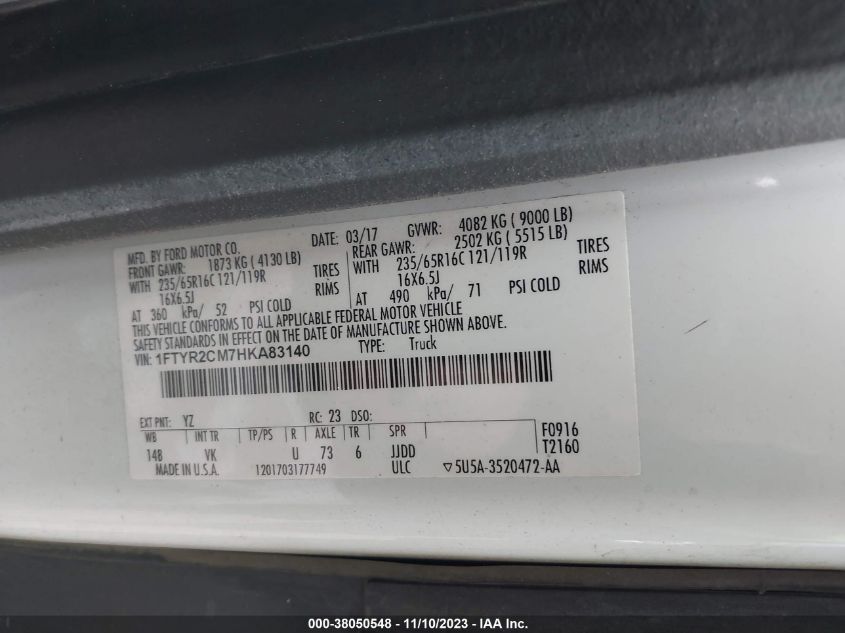 MFD. BY FORD MOTOR CO. DATE: 03/17 GVWR: 4082 KG ( 9000 LB)
FRONT GAWR: 1873 KG ( 4130 LB) REAR GAWR: 2502 KG ( 5515 LB)
WITH 235/65R16C 121/119R TIRES WITH 235/65R16C 121/119R TIRES
16X6.5J RIMS 16X6.5J RIMS
AT 360 kPa/ 52 PSI COLD AT 490 kPa/ 71 PSI COLD
THIS VEHICLE CONFORMS TO ALL APPLICABLE FEDERAL MOTOR VEHICLE
SAFETY STANDARDS IN EFFECT ON THE DATE OF MANUFACTURE SHOWN ABOVE.
VIN: 1FTYR2CM7HKA83140 TYPE: Truck
EXT PNT: YZ RC: 23 DSO: F0916
WB INT TR TP/PS R AXLE TR SPR T2160
148 VK U 73 6 JJDD
MADE IN U.S.A. 1201703177749 ULC ▽5U5A-3520472-AA
000-38050548 - 11/10/2023 - © IAA, Inc.